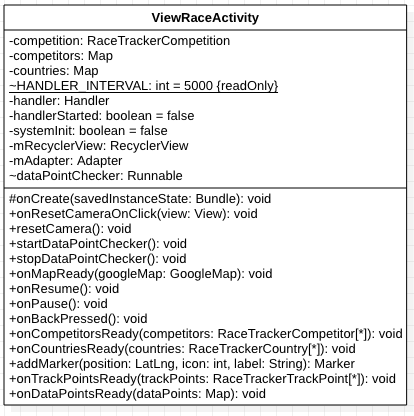 ViewRaceActivity
-competition: RaceTrackerCompetition
-competitors: Map
-countries: Map
~HANDLER_INTERVAL: int = 5000 {readOnly}
-handler: Handler
-handlerStarted: boolean = false
-systemInit: boolean = false
-mRecyclerView: RecyclerView
-mAdapter: Adapter
~dataPointChecker: Runnable
#onCreate(savedInstanceState: Bundle): void
+onResetCameraOnClick(view: View): void
+resetCamera(): void
+startDataPointChecker(): void
+stopDataPointChecker(): void
+onMapReady(googleMap: GoogleMap): void
+onResume(): void
+onPause(): void
+onBackPressed(): void
+onCompetitorsReady(competitors: RaceTrackerCompetitor[*]): void
+onCountriesReady(countries: RaceTrackerCountry[*]): void
+addMarker(position: LatLng, icon: int, label: String): Marker
+onTrackPointsReady(trackPoints: RaceTrackerTrackPoint[*]): void
+onDataPointsReady(dataPoints: Map): void